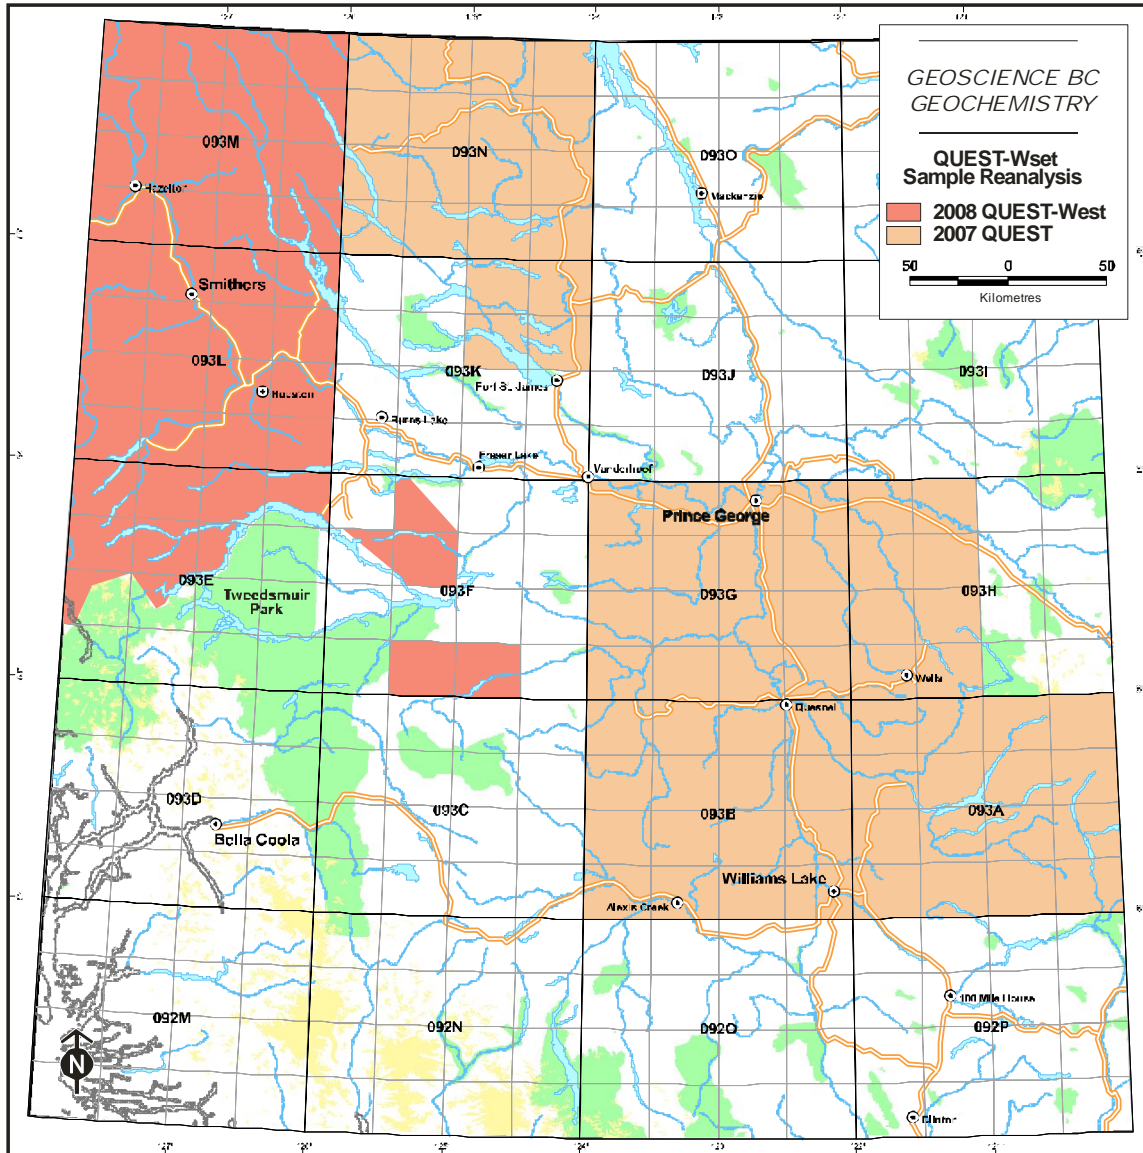 GEOSCIENCE BC
GEOCHEMISTRY
QUEST-Wset
Sample Reanalysis
2008 QUEST-West
2007 QUEST
50 0 50
Kilometres
093M
093N
093O
Hazelton
Mackenzie
Smithers
093L
093K
093J
093I
Fort St. James
Houston
Burns Lake
Fraser Lake
Vanderhoof
Prince George
093E
Tweedsmuir
Park
093F
093G
093H
Wells
Quesnel
093D
093C
093B
093A
Bella Coola
Williams Lake
Alexis Creek
100 Mile House
092M
092N
092O
092P
N
Clinton